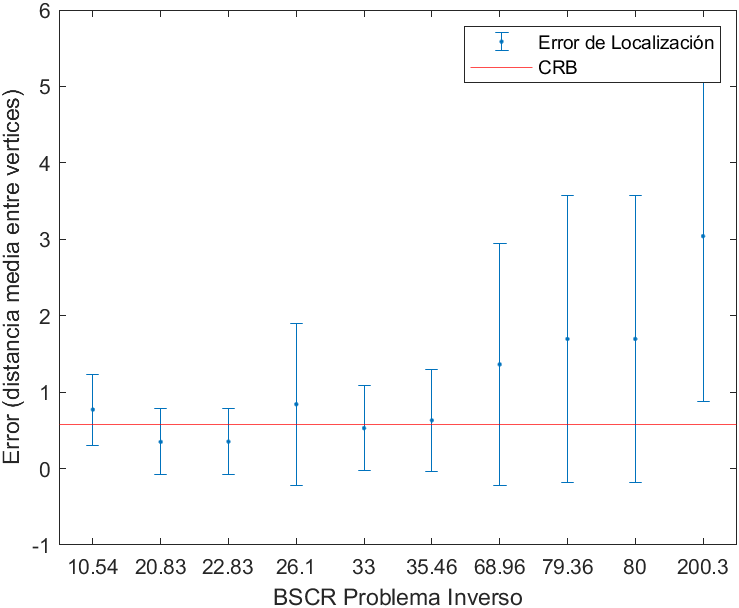 6
5
4
3
2
1
0
-1
Error (distancia media entre vertices)
Error de Localización
CRB
10.54 20.83 22.83 26.1 33 35.46 68.96 79.36 80 200.3
BSCR Problema Inverso